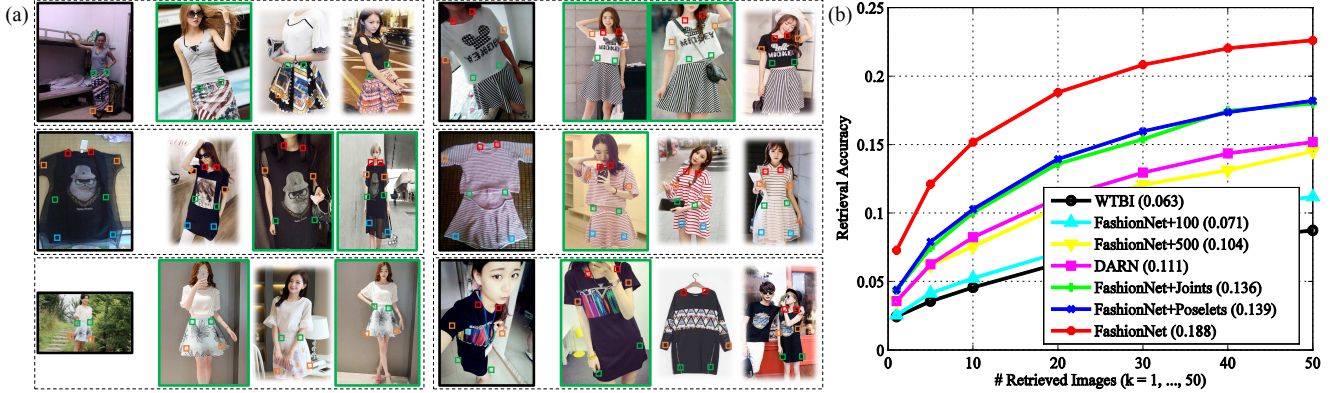 (a)
(b)
0.25
0.2
0.15
0.1
0.05
0
Retrieval Accuracy
WTBI (0.063)
FashionNet+100 (0.071)
FashionNet+500 (0.104)
DARN (0.111)
FashionNet+Joints (0.136)
FashionNet+Poselets (0.139)
FashionNet (0.188)
0 10 20 30 40 50
# Retrieved Images (k = 1, ..., 50)